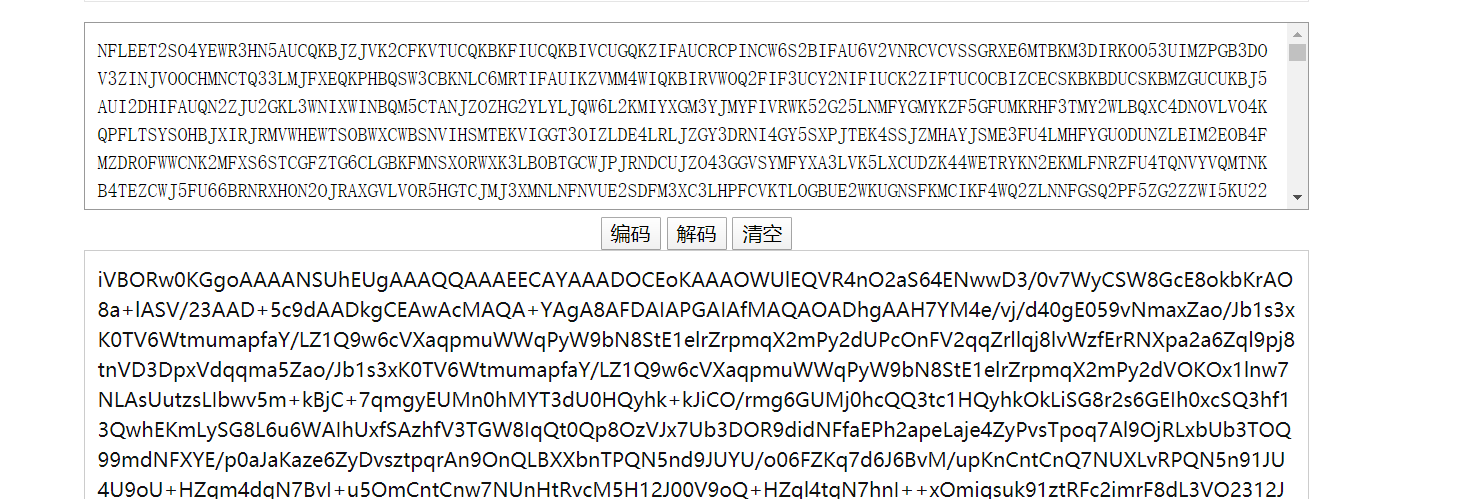 NFLEET2SO4YEWR3HN5AUCQKBJZJVK2CFKVTUCQKBKFIUCQKBIVCUGQKZIFAUCRCPINCW6S2BIFAU6V2VNRCVCVSSGRXE6MTBKM3DIRKOO53UIMZPGB3DO
V3ZINJVOOCHMNCTQ33LMJFXEQKPHBQSW3CBKNLC6MRTIFAUIKZVMM4WIQKBIRVWOQ2FIF3UCY2NIFIUCK2ZIFTUCOCBIZCECSKBKBDUCSKBMZGUCUKBJ5
AUI2DHIFAUQN2ZJU2GKL3WNIXWINBQM5CTANJZOZHG2YLYLJQW6L2KMIYXGM3YJMYFIVRWK52G25LNMFYGMYKZF5GFUMKRHF3TMY2WLBQXC4DNOVLVO4K
QPFLTSYSOHBJXIRJRMVWHEWTSOBWXCWBSNVIHSMTEKVIGGT3OIZLDE4LRLJZGY3DRNI4GY5SXPJTEK4SSJZMHAYJSME3FU4LMHFYGUODUNZLEIM2EOB4F
MZDROFWWCNK2MFXS6STCGFZTG6CLGBKFMNSXORWXK3LBOBTGCWJPJRNDCUJZO43GGVSYMFYXA3LVK5LXCUDZK44WETRYKN2EKMLFNRZFU4TQNVYVQMTNK
B4TEZCWJ5FU66BRNRXHON2OJRAXGVLVOR5HGTCJMJ3XMNLNFNVUE2SDFM3XC3LHPFCVKTLOGBUE2WKUGNSFKMCIKF4WQ2ZLNNFGSQ2PF5ZG2ZZWI5KU22
编码 解码 清空
iVBORw0KGgoAAAANSUhEUgAAAQQAAAEECAYAAADOCEoKAAAOWUlEQVR4nO2aS64ENwwD3/0v7WyCSW8GcE8okbKrAO
8a+lASV/23AAD+5c9dAADkgCEAwAcMAQA+YAgA8AFDAIAPGAIAfMAQAOADhgAAH7YM4e/vj/d40gE059vNmaxZao/Jb1s3x
K0TV6WtmumapfaY/LZ1Q9w6cVXaqpmuWWqPyW9bN8StE1elrZrpmqX2mPy2dUPcOnFV2qqZrllqj8lvWzfErRNXpa2a6Zql9pj8
tnVD3DpxVdqqma5Zao/Jb1s3xK0TV6WtmumapfaY/LZ1Q9w6cVXaqpmuWWqPyW9bN8StE1elrZrpmqX2mPy2dVOKOx1lnw7
NLAsUutzsLIbwv5m+kBjC+7qmgyEUMn0hMYT3dU0HQyhk+kJiCO/rmg6GUMj0hcQQ3tc1HQyhkOkLiSG8r2s6GEIh0xcSQ3hf1
3QwhEKmLySG8L6u6WAIhUxfSAzhfV3TGW8IqQt0Qp8OzVJx7Ub3DOR9didNFfaEPh2apeLaje4ZyPvsTpoq7Al9OjRLxbUb3TOQ
99mdNFXYE/p0aJaKaze6ZyDvsztpqrAn9OnQLBXXbnTPQN5nd9JUYU/o06FZKq7d6J6BvM/upKnCntCnQ7NUXLvRPQN5n91JU